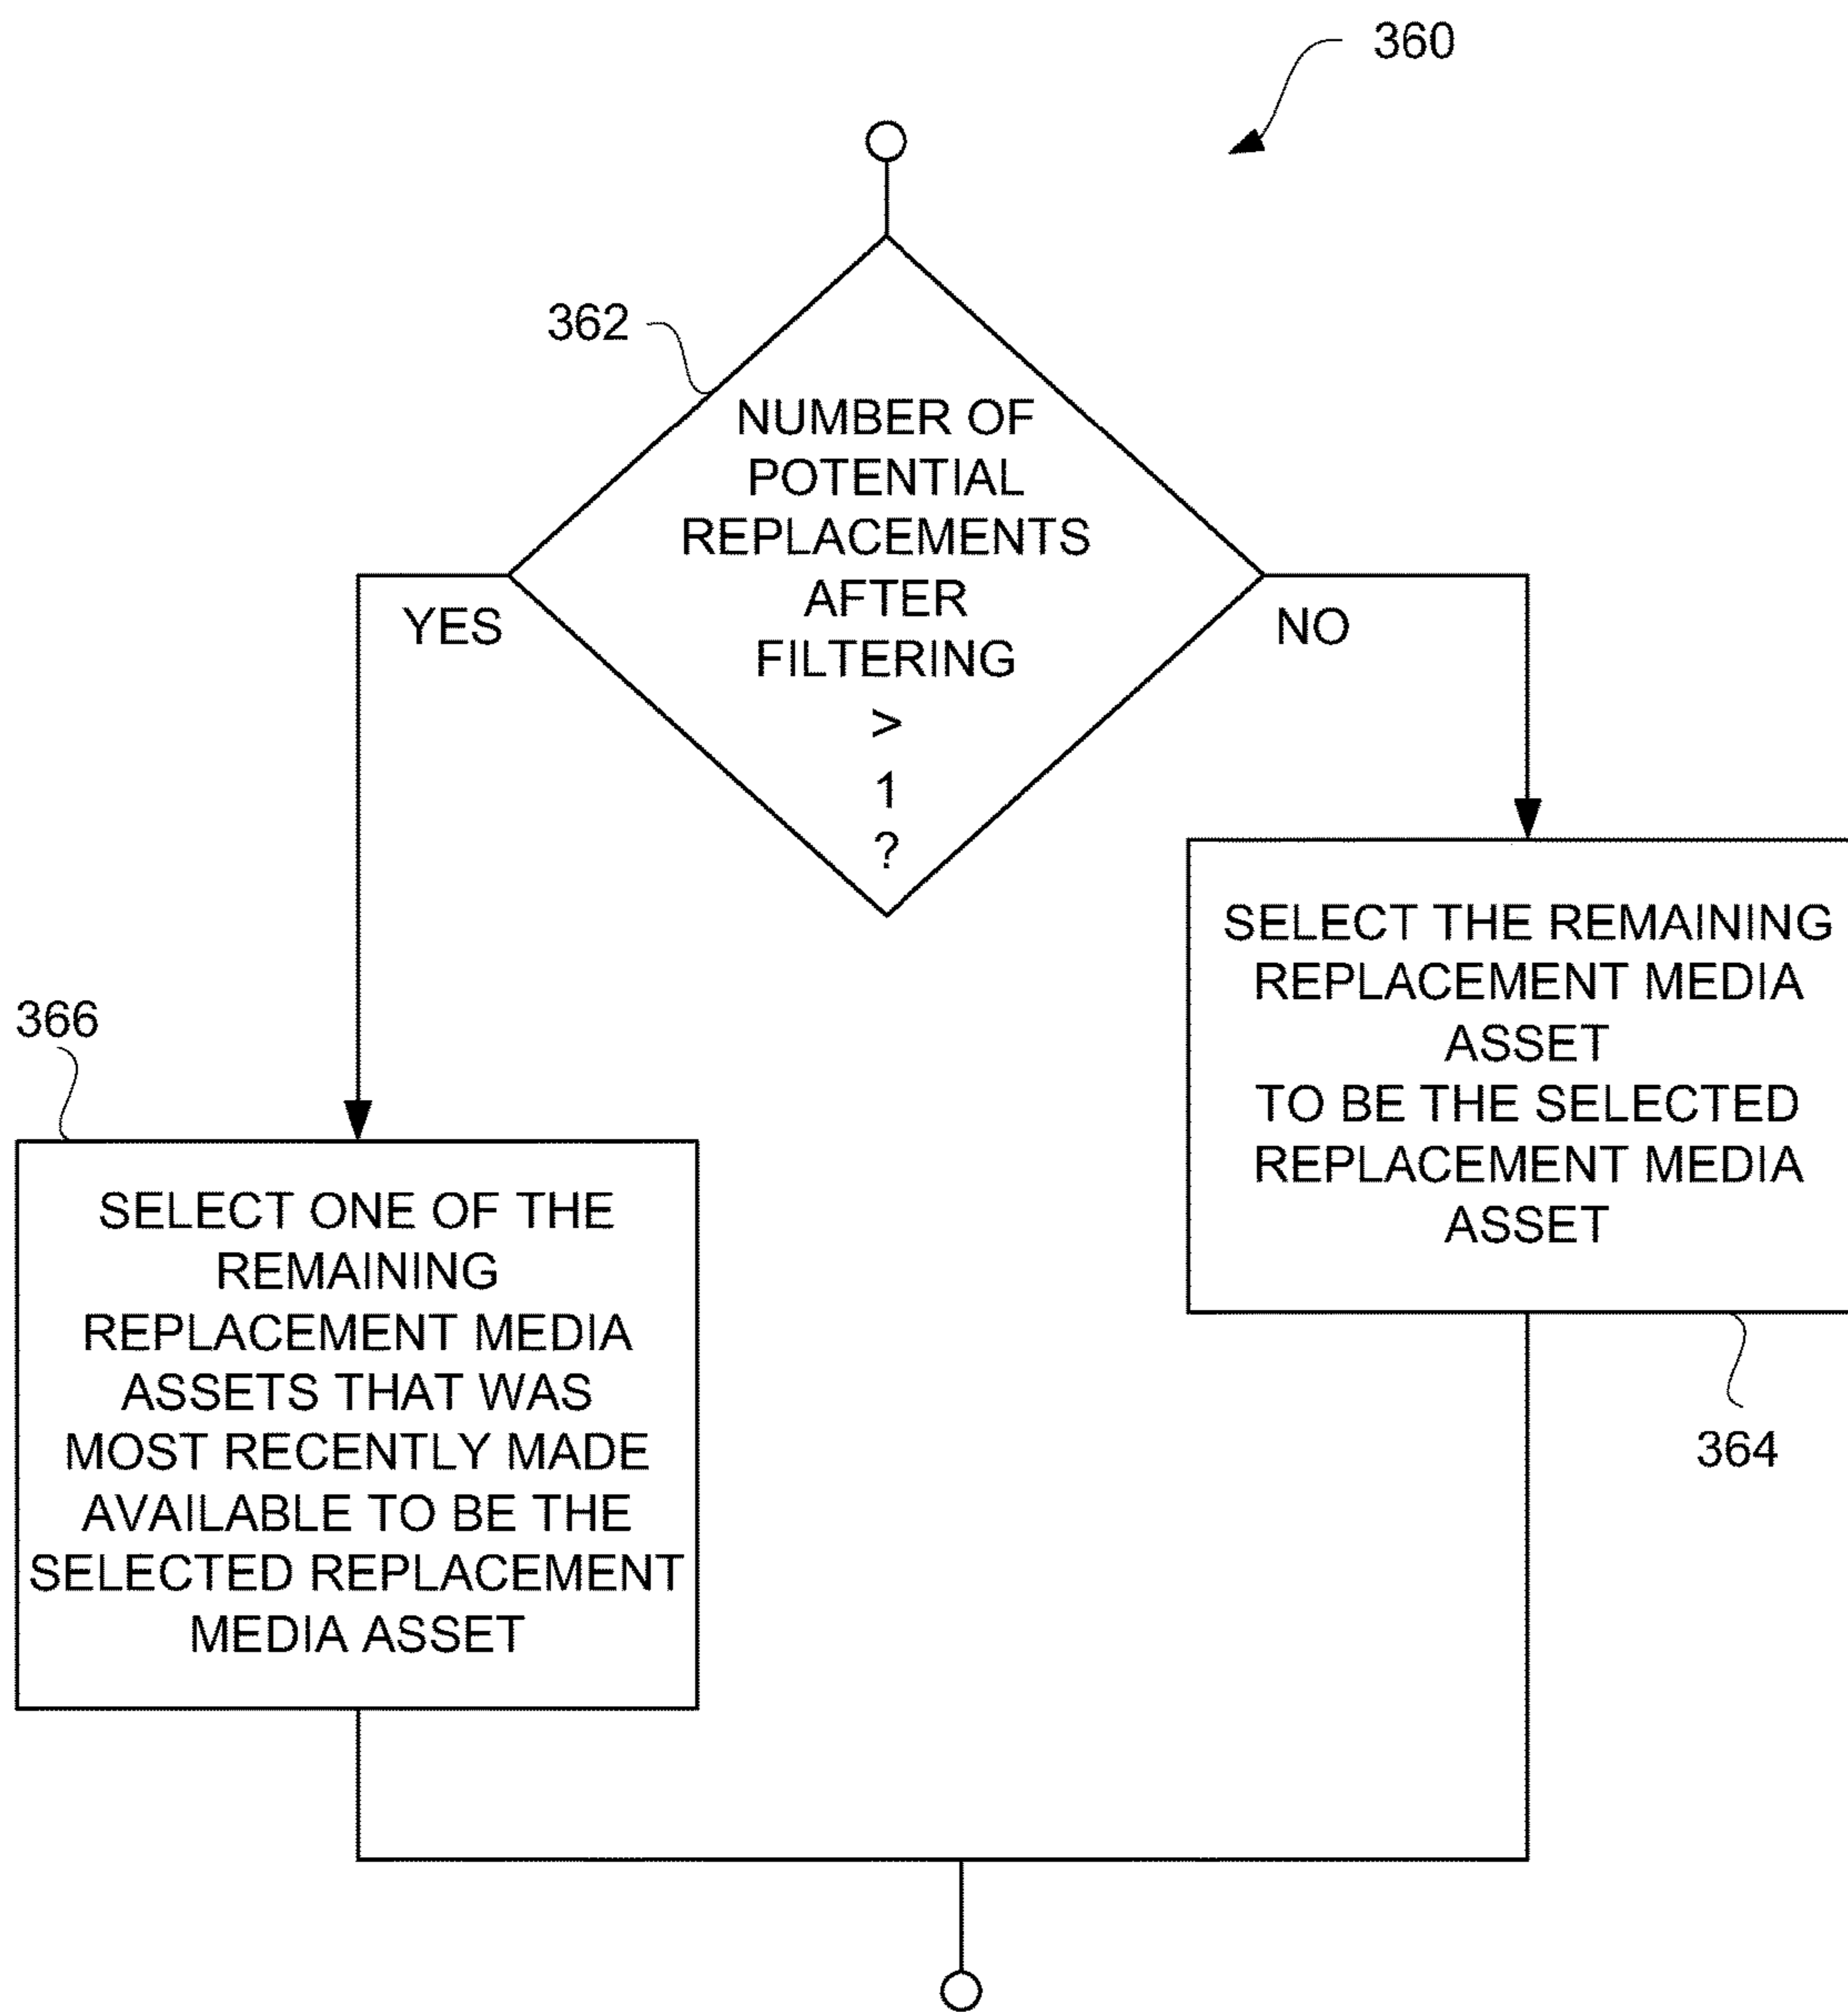 360
362
NUMBER OF
POTENTIAL
REPLACEMENTS
AFTER
FILTERING
>
1
?
YES
NO
SELECT THE REMAINING
REPLACEMENT MEDIA
ASSET
TO BE THE SELECTED
REPLACEMENT MEDIA
ASSET
364
366
SELECT ONE OF THE
REMAINING
REPLACEMENT MEDIA
ASSETS THAT WAS
MOST RECENTLY MADE
AVAILABLE TO BE THE
SELECTED REPLACEMENT
MEDIA ASSET